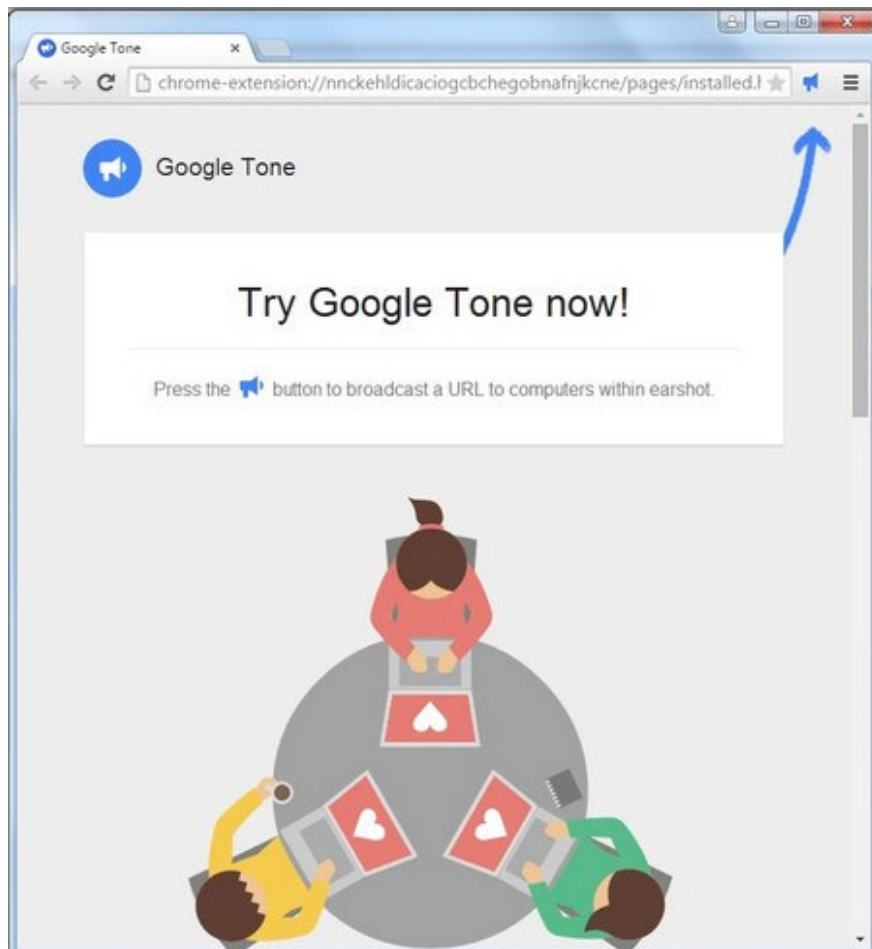 Google Tone
chrome-extension://nnckehldicaciogcbchegobnafnjkcne/pages/installed.h
Google Tone
Try Google Tone now!
Press the button to broadcast a URL to computers within earshot.